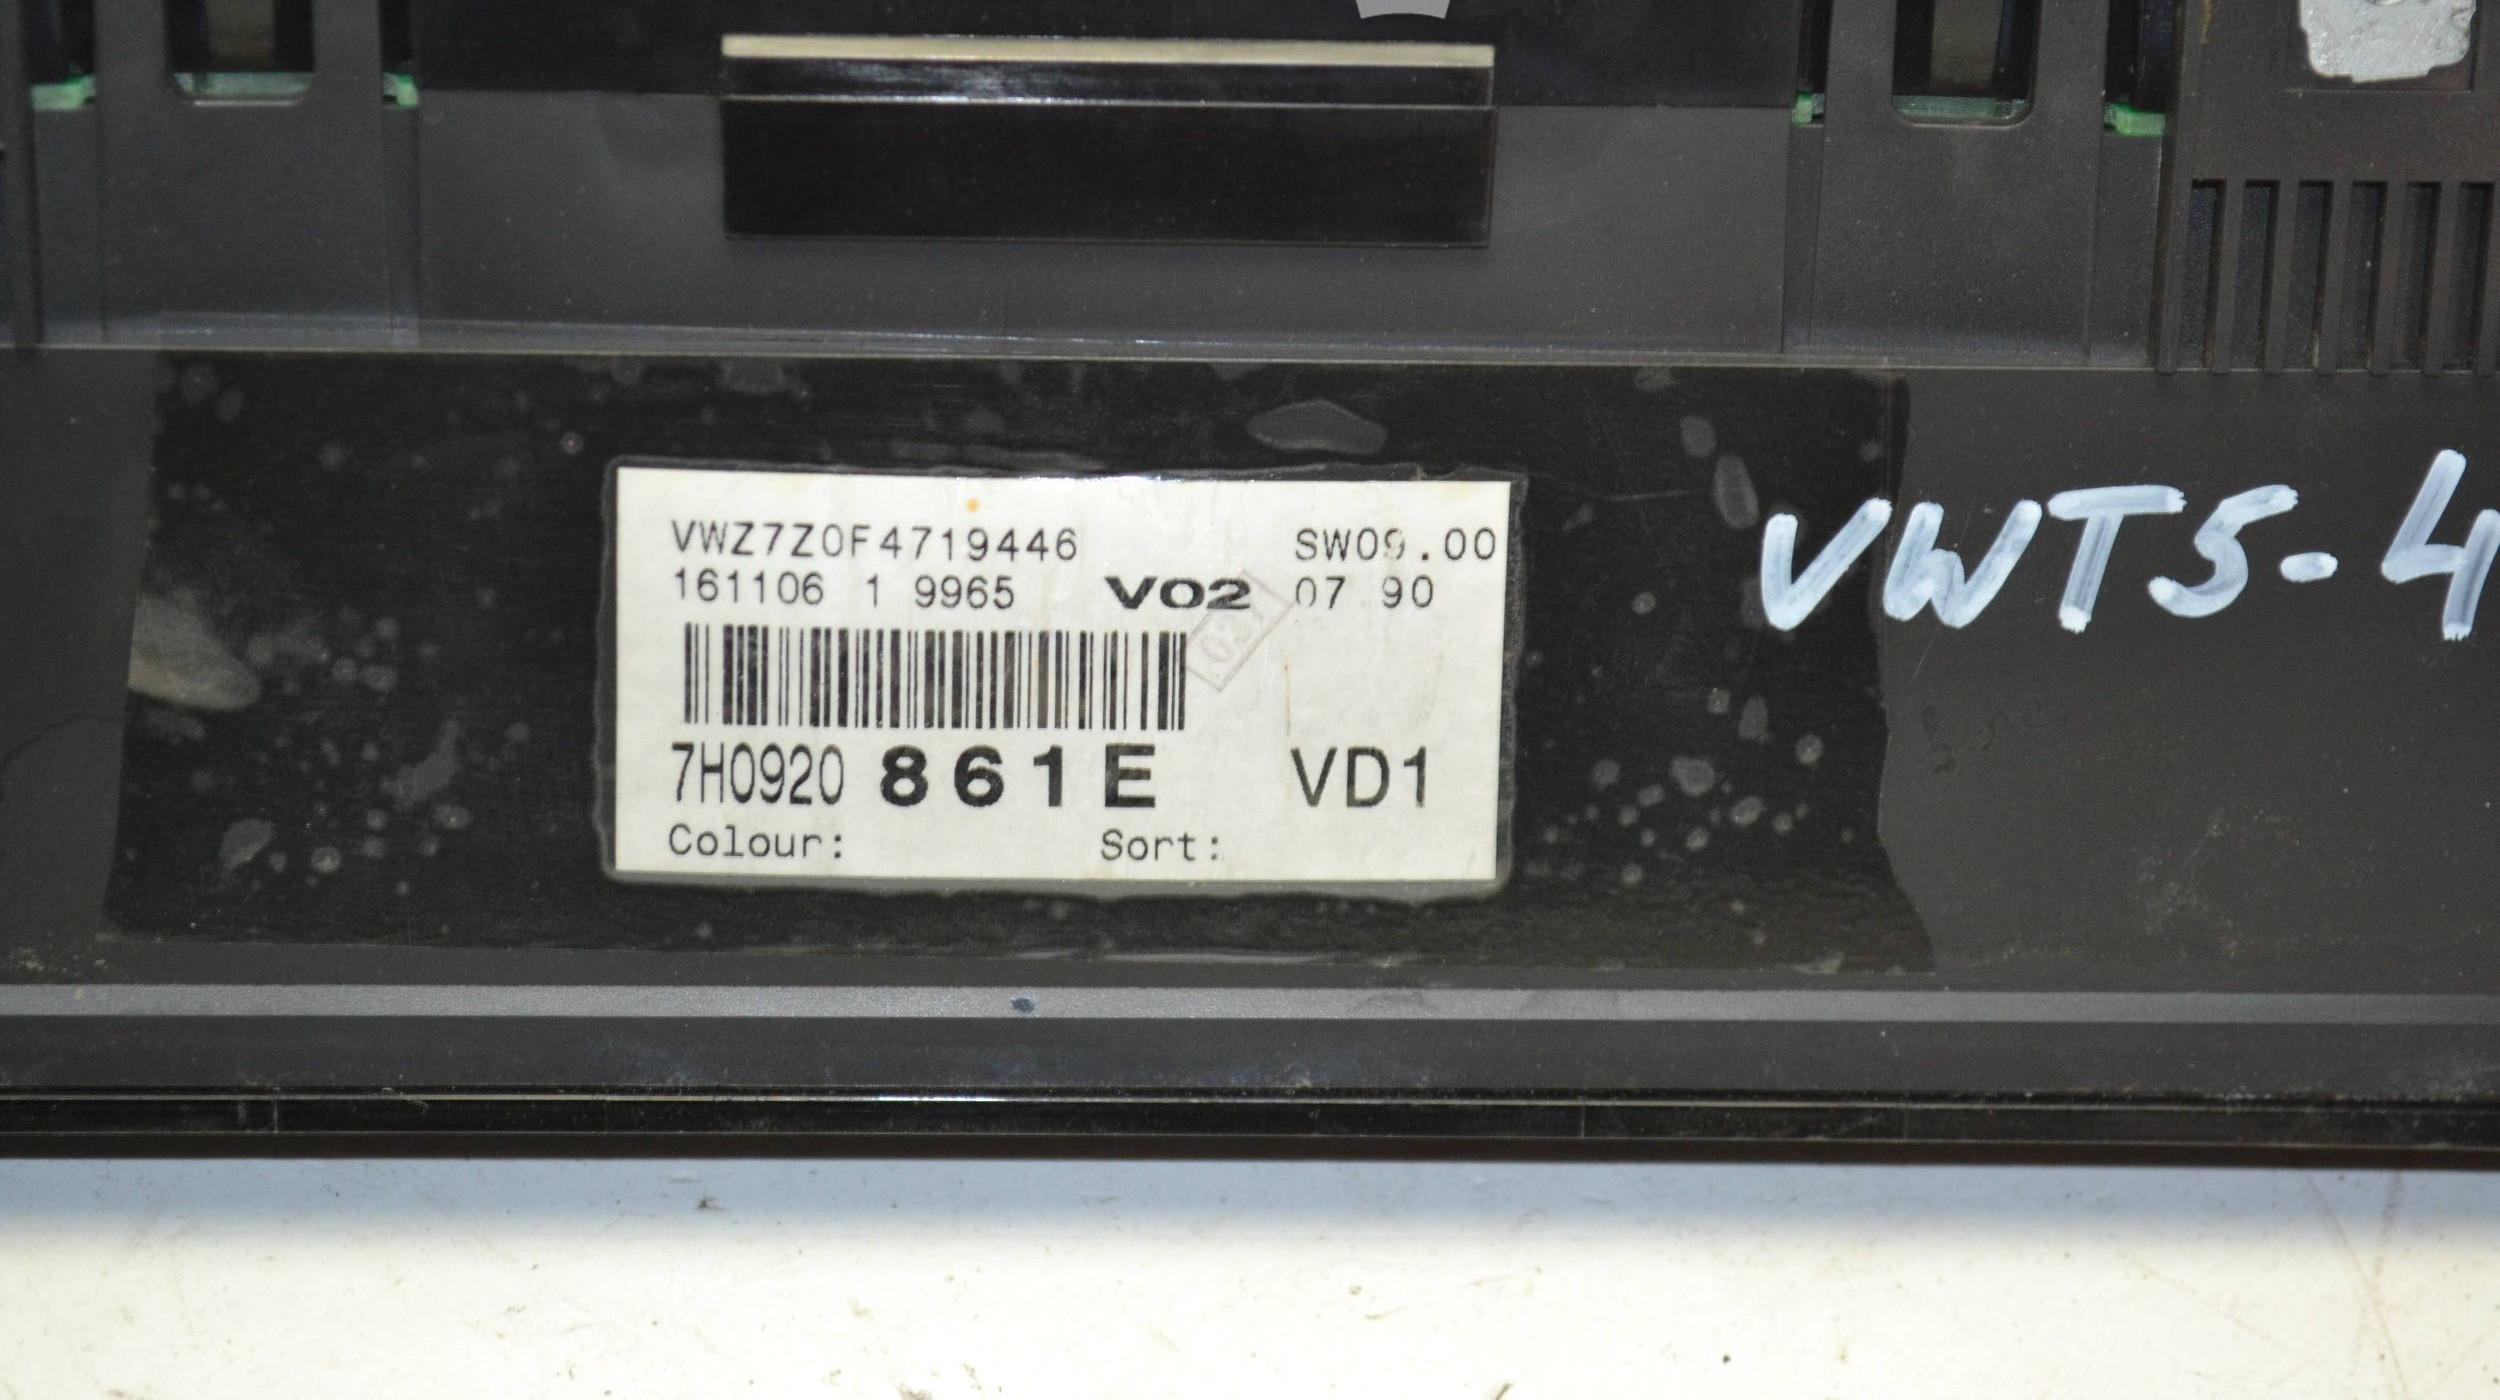 VWZ7Z0F4719446 SW09.00
161106 1 9965 V02 07 90
7H0920 861E VD1
Colour: Sort:
VWT5-4